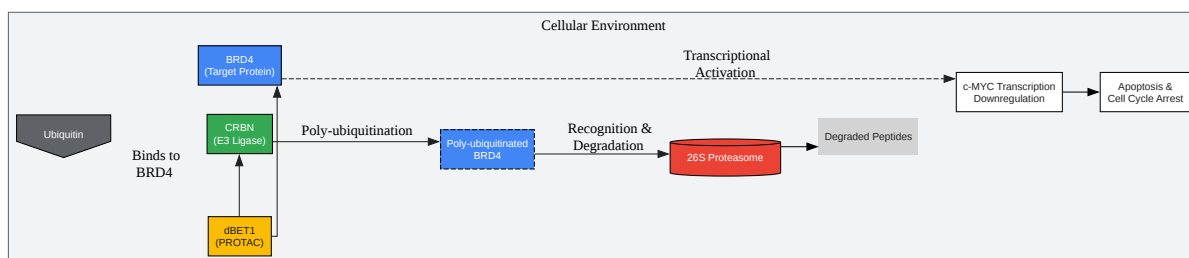 Cellular Environment
BRD4
(Target Protein)
Transcriptional
Activation
c-MYC Transcription
Downregulation
Apoptosis &
Cell Cycle Arrest
Ubiquitin
CRBN
(E3 Ligase)
Poly-ubiquitination
Poly-ubiquitinated
BRD4
Recognition &
Degradation
26S Proteasome
Degraded Peptides
Binds to
BRD4
dBET1
(PROTAC)